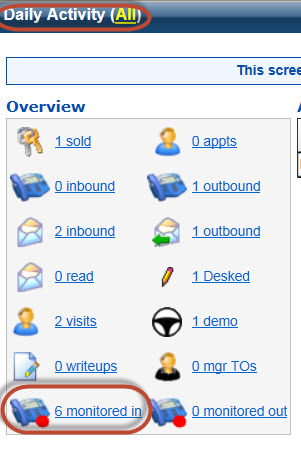 Daily Activity (All)
This scree
Overview
1 sold
0 appts
0 inbound
1 outbound
2 inbound
1 outbound
0 read
1 Desked
2 visits
1 demo
0 writeups
0 mgr TOs
6 monitored in
0 monitored out